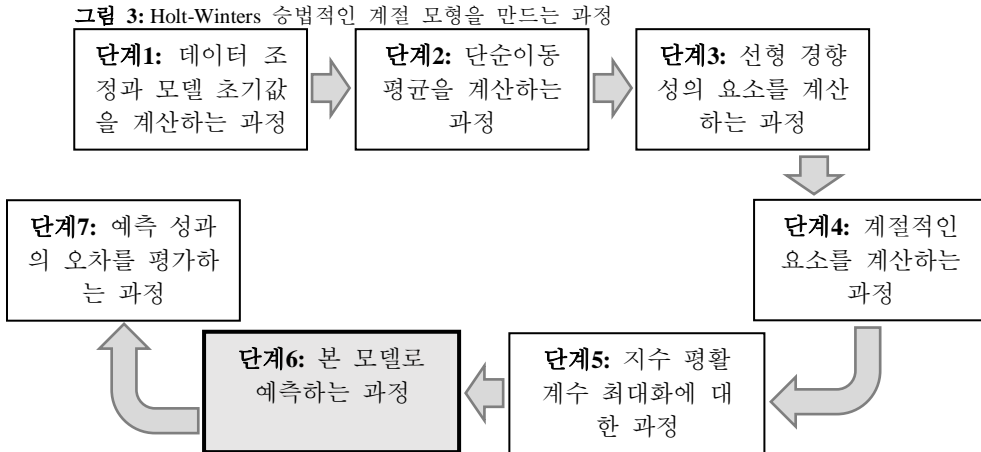 그림 3: Holt-Winters 승법적인 계절 모형을 만드는 과정
단계1: 데이터 조
정과 모델 초기값
을 계산하는 과정
단계2: 단순이동
평균을 계산하는
과정
단계3: 선형 경향
성의 요소를 계산
하는 과정
단계4: 계절적인
요소를 계산하는
과정
단계5: 지수 평활
계수 최대화에 대
한 과정
단계6: 본 모델로
예측하는 과정
단계7: 예측 성과
의 오차를 평가하
는 과정